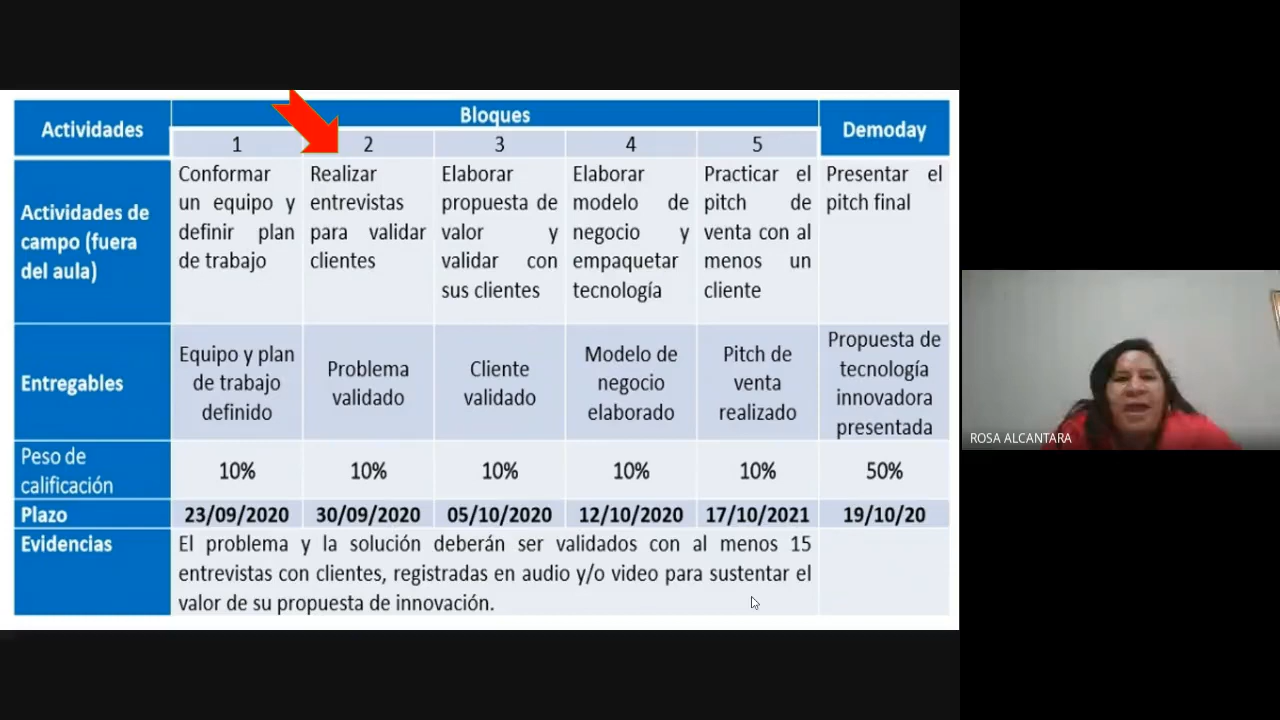 Actividades
Bloques
Demoday
1
2
3
4
5
Actividades de
campo (fuera
del aula)
Conformar
un equipo y
definir plan
de trabajo
Realizar
entrevistas
para validar
clientes
Elaborar
propuesta de
valor y
validar con
sus clientes
Elaborar
modelo de
negocio y
empaquetar
tecnología
Practicar el
pitch de
venta con al
menos un
cliente
Presentar el
pitch final
Entregables
Equipo y plan
de trabajo
definido
Problema
validado
Cliente
validado
Modelo de
negocio
elaborado
Pitch de
venta
realizado
Propuesta de
tecnología
innovadora
presentada
Peso de
calificación
10%
10%
10%
10%
10%
50%
Plazo
23/09/2020
30/09/2020
05/10/2020
12/10/2020
17/10/2021
19/10/20
Evidencias
El problema y la solución deberán ser validados con al menos 15
entrevistas con clientes, registradas en audio y/o video para sustentar el
valor de su propuesta de innovación.
ROSA ALCANTARA